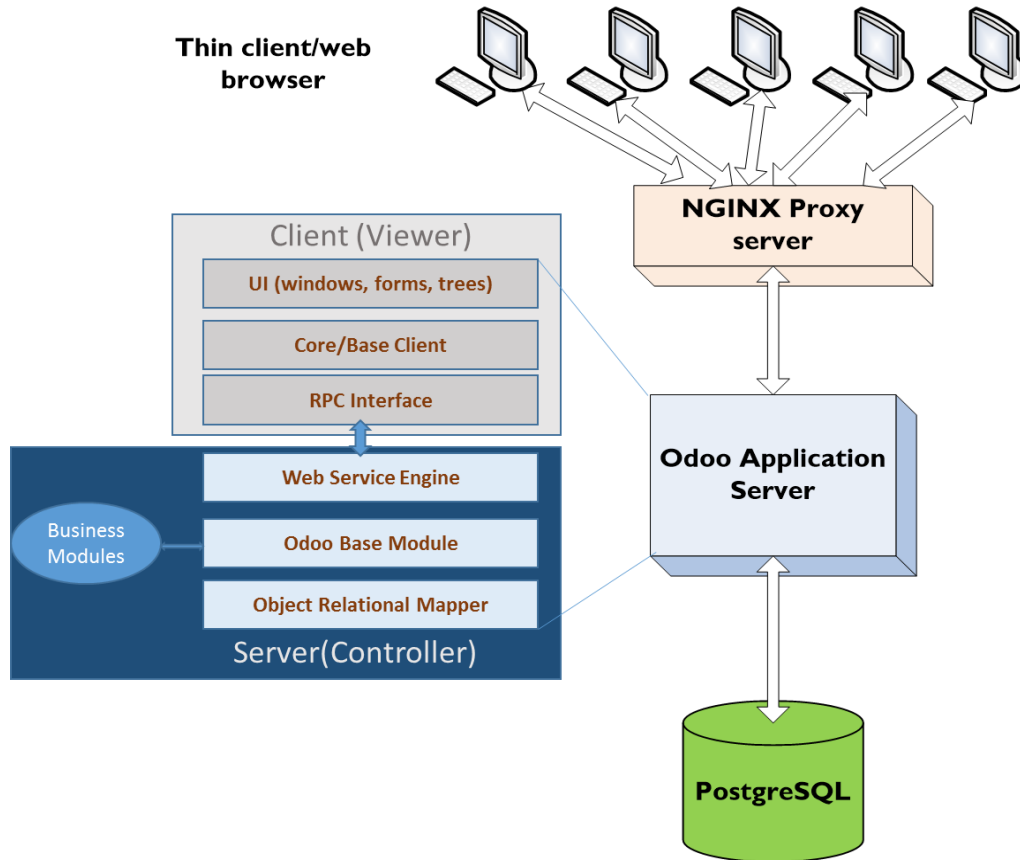 Thin client/web
browser
NGINX Proxy
server
Client (Viewer)
UI (windows, forms, trees)
Core/Base Client
RPC Interface
Odoo Application
Server
Web Service Engine
Business
Modules
Odoo Base Module
Object Relational Mapper
Server(Controller)
PostgreSQL